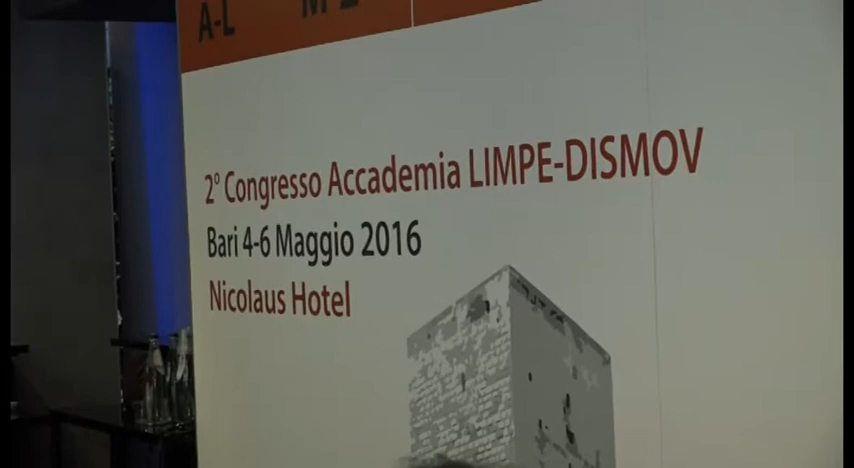 A-L M-Z
2° Congresso Accademia LIMPE-DISMOV
Bari 4-6 Maggio 2016
Nicolaus Hotel